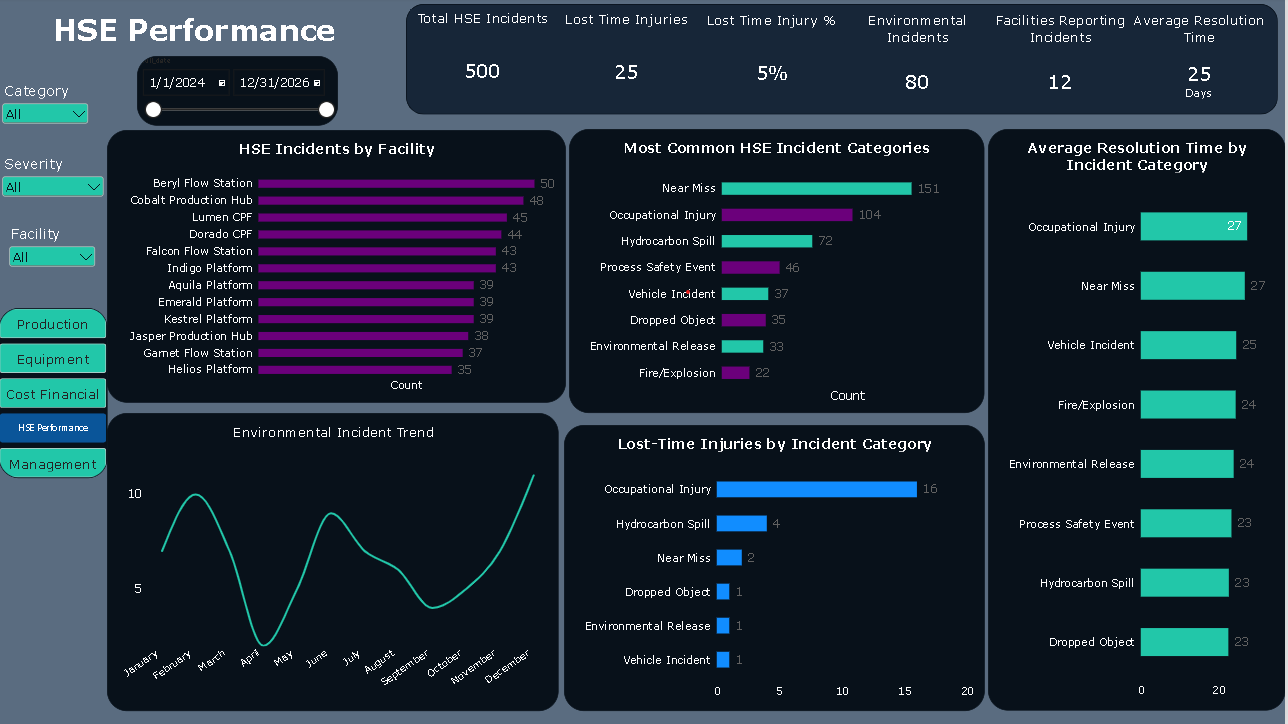 HSE Performance
Total HSE Incidents
500
Lost Time Injuries
25
Lost Time Injury %
5%
Environmental
Incidents
80
Facilities Reporting
Incidents
12
Average Resolution
Time
25
Days
1/1/2024
12/31/2026
Category
All
Severity
All
Facility
All
Production
Equipment
Cost Financial
HSE Performance
Management
HSE Incidents by Facility
Beryl Flow Station 50
Cobalt Production Hub 48
Lumen CPF 45
Dorado CPF 44
Falcon Flow Station 43
Indigo Platform 43
Aquila Platform 39
Emerald Platform 39
Kestrel Platform 39
Jasper Production Hub 38
Garnet Flow Station 37
Helios Platform 35
Count
Most Common HSE Incident Categories
Near Miss 151
Occupational Injury 104
Hydrocarbon Spill 72
Process Safety Event 46
Vehicle Incident 37
Dropped Object 35
Environmental Release 33
Fire/Explosion 22
Count
Average Resolution Time by
Incident Category
Occupational Injury 27
Near Miss 27
Vehicle Incident 25
Fire/Explosion 24
Environmental Release 24
Process Safety Event 23
Hydrocarbon Spill 23
Dropped Object 23
0 20
Environmental Incident Trend
10
5
January February March April May June July August September October November December
Lost-Time Injuries by Incident Category
Occupational Injury 16
Hydrocarbon Spill 4
Near Miss 2
Dropped Object 1
Environmental Release 1
Vehicle Incident 1
0 5 10 15 20